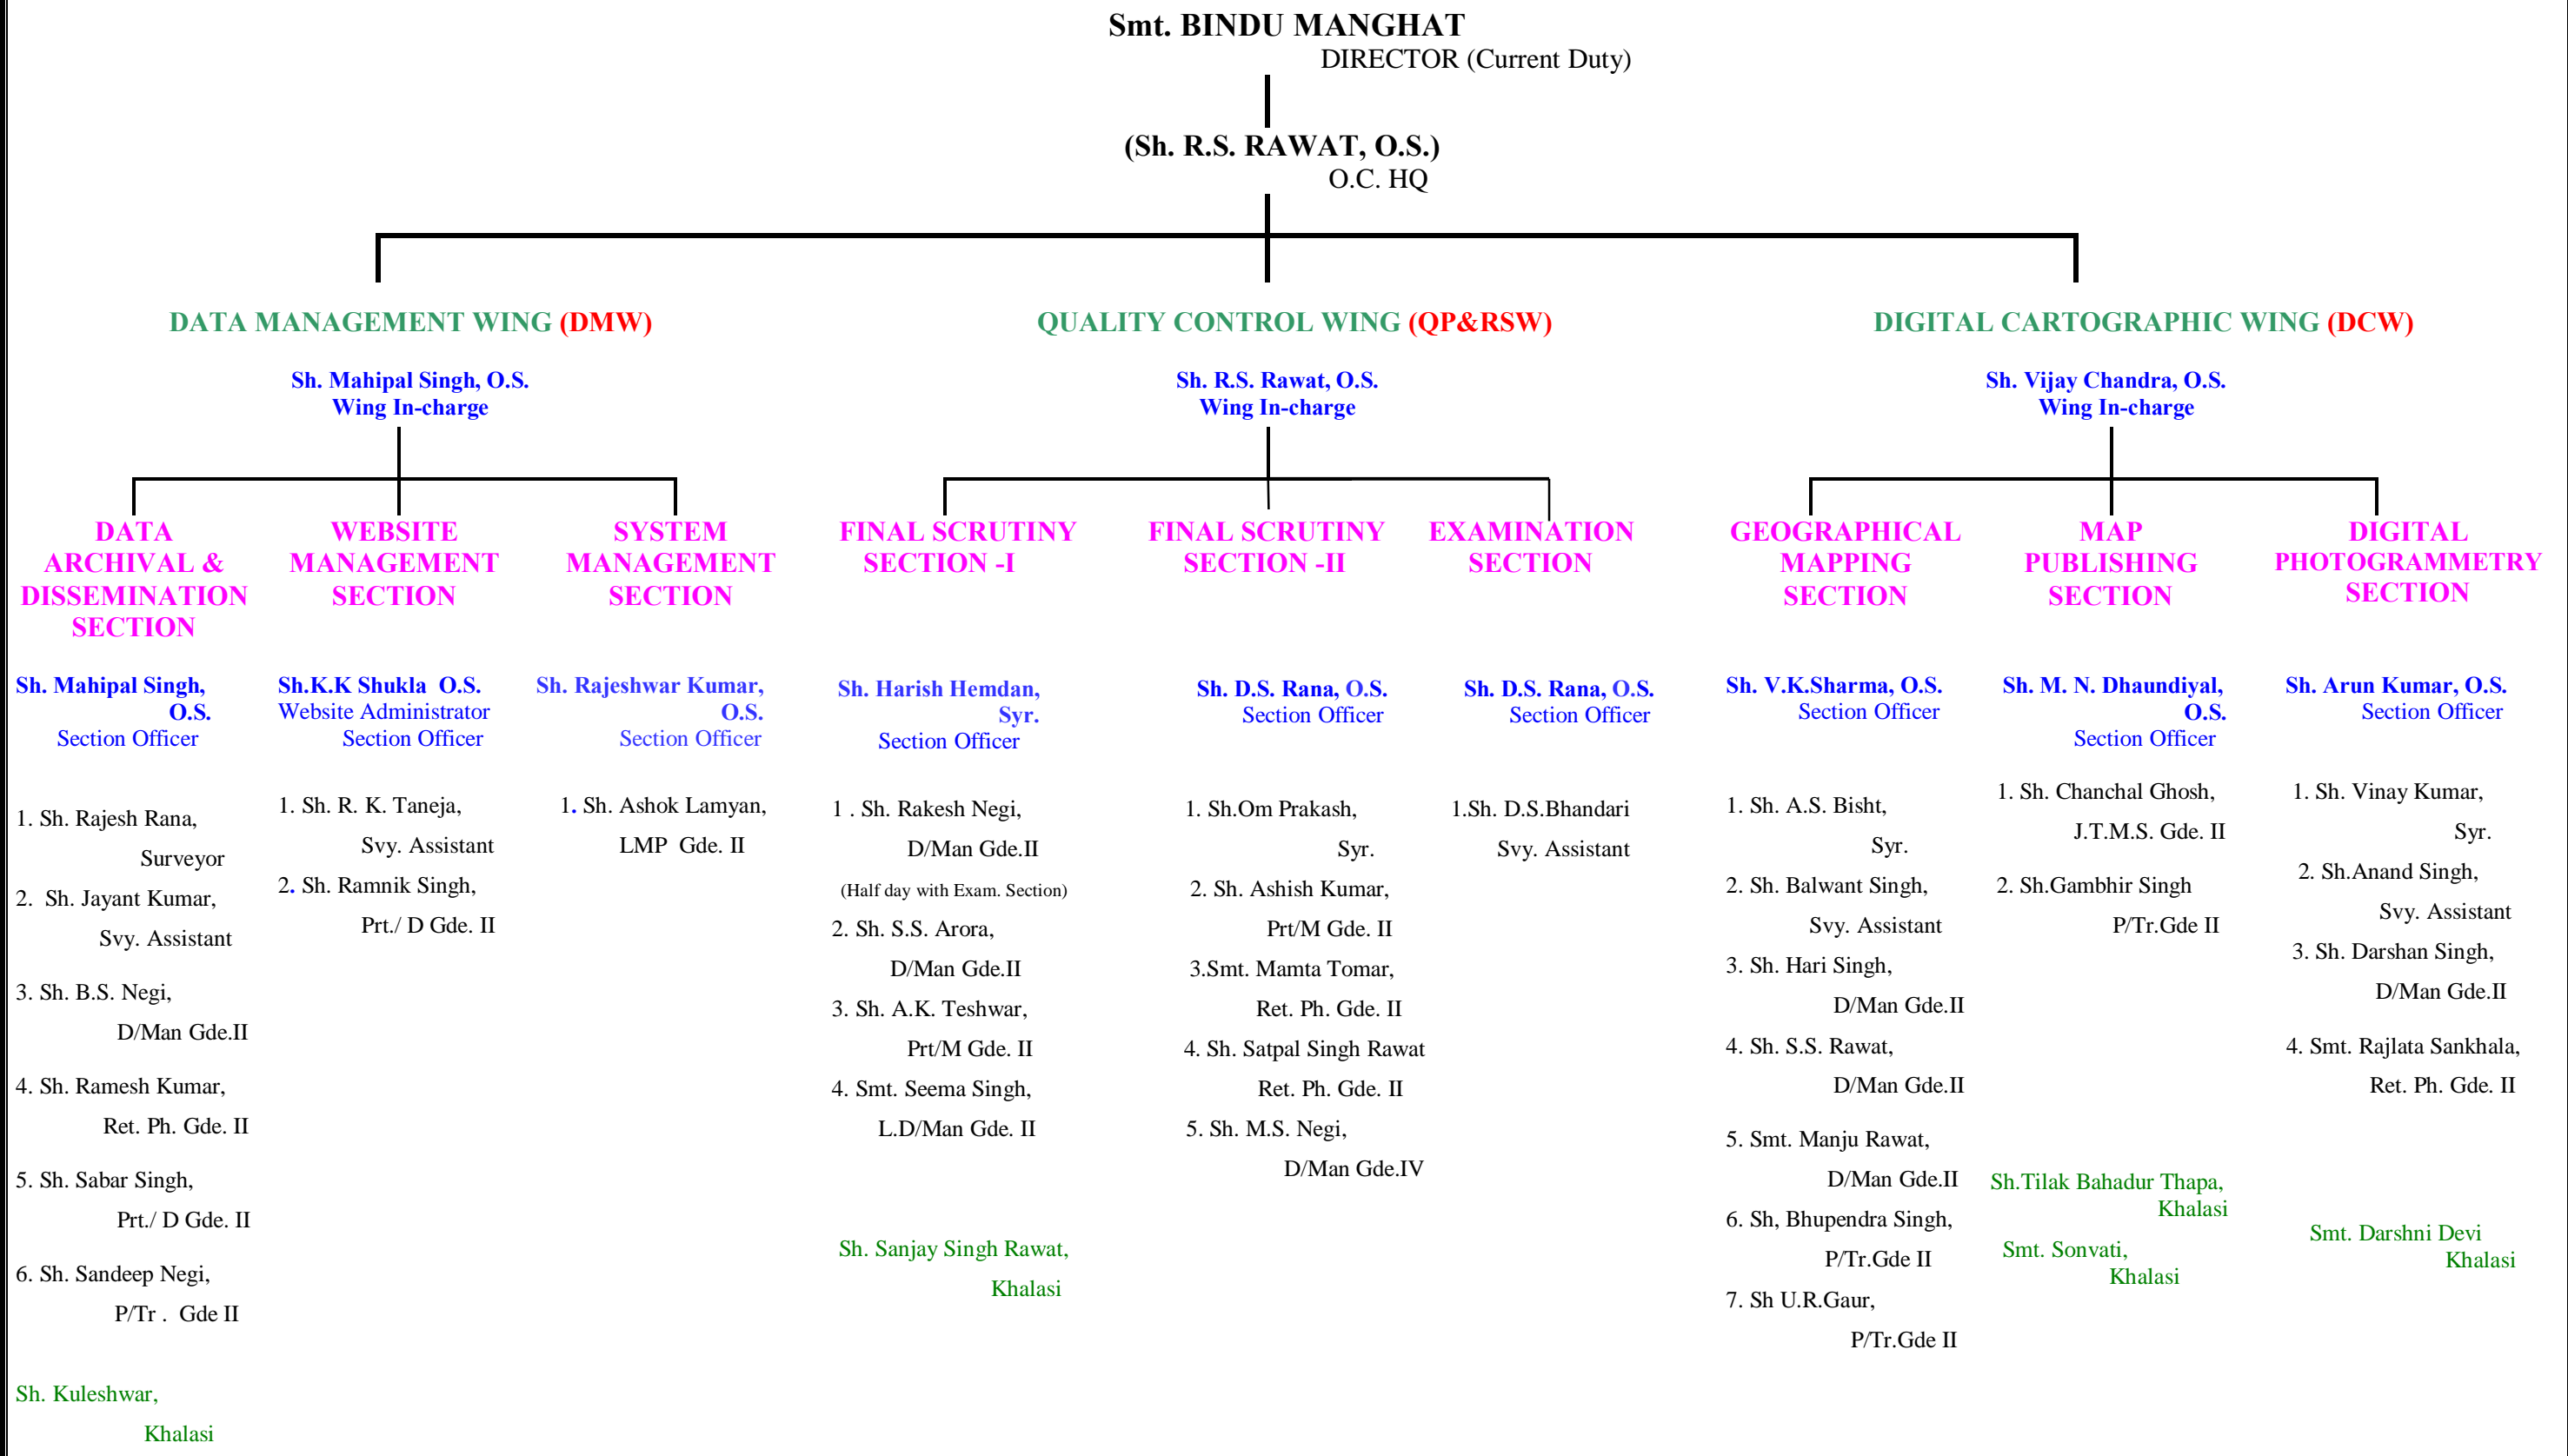 Smt. BINDU MANGHAT
DIRECTOR (Current Duty)
(Sh. R.S. RAWAT, O.S.)
O.C. HQ
DATA MANAGEMENT WING (DMW)
Sh. Mahipal Singh, O.S.
Wing In-charge
DATA
ARCHIVAL &
DISSEMINATION
SECTION
Sh. Mahipal Singh,
O.S.
Section Officer
1. Sh. Rajesh Rana,
Surveyor
2. Sh. Jayant Kumar,
Svy. Assistant
3. Sh. B.S. Negi,
D/Man Gde.II
4. Sh. Ramesh Kumar,
Ret. Ph. Gde. II
5. Sh. Sabar Singh,
Prt./ D Gde. II
6. Sh. Sandeep Negi,
P/Tr . Gde II
Sh. Kuleshwar,
Khalasi
WEBSITE
MANAGEMENT
SECTION
Sh.K.K Shukla O.S.
Website Administrator
Section Officer
1. Sh. R. K. Taneja,
Svy. Assistant
2. Sh. Ramnik Singh,
Prt./ D Gde. II
SYSTEM
MANAGEMENT
SECTION
Sh. Rajeshwar Kumar,
O.S.
Section Officer
1. Sh. Ashok Lamyan,
LMP Gde. II
QUALITY CONTROL WING (QP&RSW)
Sh. R.S. Rawat, O.S.
Wing In-charge
FINAL SCRUTINY
SECTION -I
Sh. Harish Hemdan,
Syr.
Section Officer
1 . Sh. Rakesh Negi,
D/Man Gde.II
(Half day with Exam. Section)
2. Sh. S.S. Arora,
D/Man Gde.II
3. Sh. A.K. Teshwar,
Prt/M Gde. II
4. Smt. Seema Singh,
L.D/Man Gde. II
Sh. Sanjay Singh Rawat,
Khalasi
FINAL SCRUTINY
SECTION -II
Sh. D.S. Rana, O.S.
Section Officer
1. Sh.Om Prakash,
Syr.
2. Sh. Ashish Kumar,
Prt/M Gde. II
3.Smt. Mamta Tomar,
Ret. Ph. Gde. II
4. Sh. Satpal Singh Rawat
Ret. Ph. Gde. II
5. Sh. M.S. Negi,
D/Man Gde.IV
EXAMINATION
SECTION
Sh. D.S. Rana, O.S.
Section Officer
1.Sh. D.S.Bhandari
Svy. Assistant
DIGITAL CARTOGRAPHIC WING (DCW)
Sh. Vijay Chandra, O.S.
Wing In-charge
GEOGRAPHICAL
MAPPING
SECTION
Sh. V.K.Sharma, O.S.
Section Officer
1. Sh. A.S. Bisht,
Syr.
2. Sh. Balwant Singh,
Svy. Assistant
3. Sh. Hari Singh,
D/Man Gde.II
4. Sh. S.S. Rawat,
D/Man Gde.II
5. Smt. Manju Rawat,
D/Man Gde.II
6. Sh, Bhupendra Singh,
P/Tr.Gde II
7. Sh U.R.Gaur,
P/Tr.Gde II
MAP
PUBLISHING
SECTION
Sh. M. N. Dhaundiyal,
O.S.
Section Officer
1. Sh. Chanchal Ghosh,
J.T.M.S. Gde. II
2. Sh.Gambhir Singh
P/Tr.Gde II
Sh.Tilak Bahadur Thapa,
Khalasi
Smt. Sonvati,
Khalasi
DIGITAL
PHOTOGRAMMETRY
SECTION
Sh. Arun Kumar, O.S.
Section Officer
1. Sh. Vinay Kumar,
Syr.
2. Sh.Anand Singh,
Svy. Assistant
3. Sh. Darshan Singh,
D/Man Gde.II
4. Smt. Rajlata Sankhala,
Ret. Ph. Gde. II
Smt. Darshni Devi
Khalasi